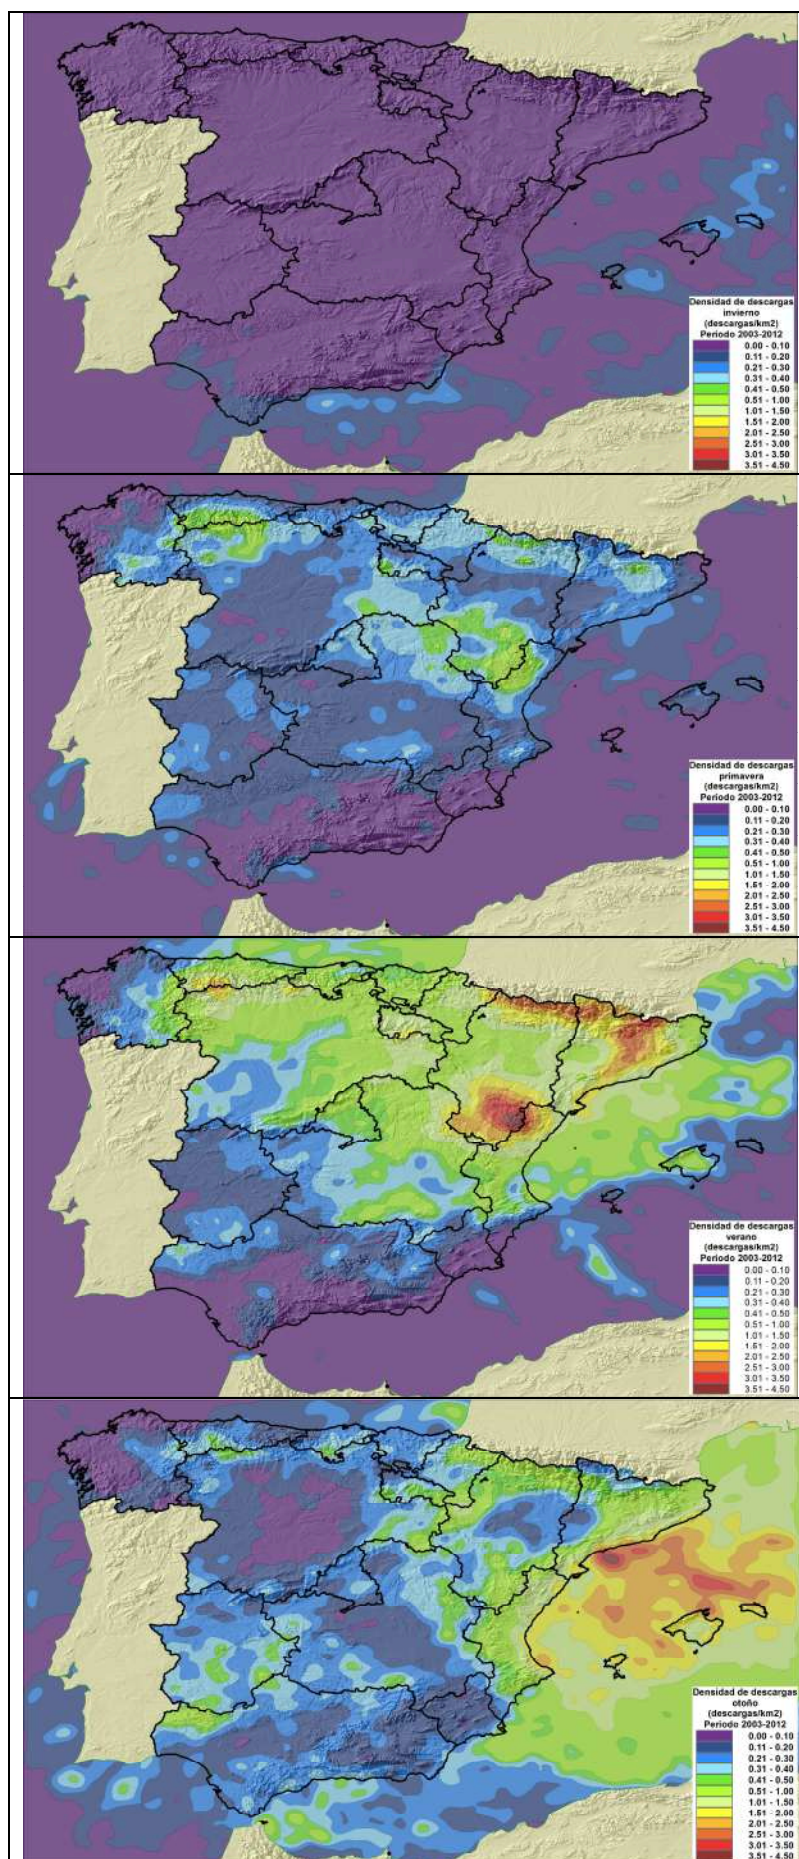 Densidad de descargas
invierno
(descargas/km2)
Periodo 2003-2012
0.00 - 0.10
0.11 - 0.20
0.21 - 0.30
0.31 - 0.40
0.41 - 0.50
0.51 - 1.00
1.01 - 1.50
1.51 - 2.00
2.01 - 2.50
2.51 - 3.00
3.01 - 3.50
3.51 - 4.50
Densidad de descargas
primavera
(descargas/km2)
Periodo 2003-2012
0.00 - 0.10
0.11 - 0.20
0.21 - 0.30
0.31 - 0.40
0.41 - 0.50
0.51 - 1.00
1.01 - 1.50
1.51 - 2.00
2.01 - 2.50
2.51 - 3.00
3.01 - 3.50
3.51 - 4.50
Densidad de descargas
verano
(descargas/km2)
Periodo 2003-2012
0.00 - 0.10
0.11 - 0.20
0.21 - 0.30
0.31 - 0.40
0.41 - 0.50
0.51 - 1.00
1.01 - 1.50
1.51 - 2.00
2.01 - 2.50
2.51 - 3.00
3.01 - 3.50
3.51 - 4.50
Densidad de descargas
otoño
(descargas/km2)
Periodo 2003-2012
0.00 - 0.10
0.11 - 0.20
0.21 - 0.30
0.31 - 0.40
0.41 - 0.50
0.51 - 1.00
1.01 - 1.50
1.51 - 2.00
2.01 - 2.50
2.51 - 3.00
3.01 - 3.50
3.51 - 4.50